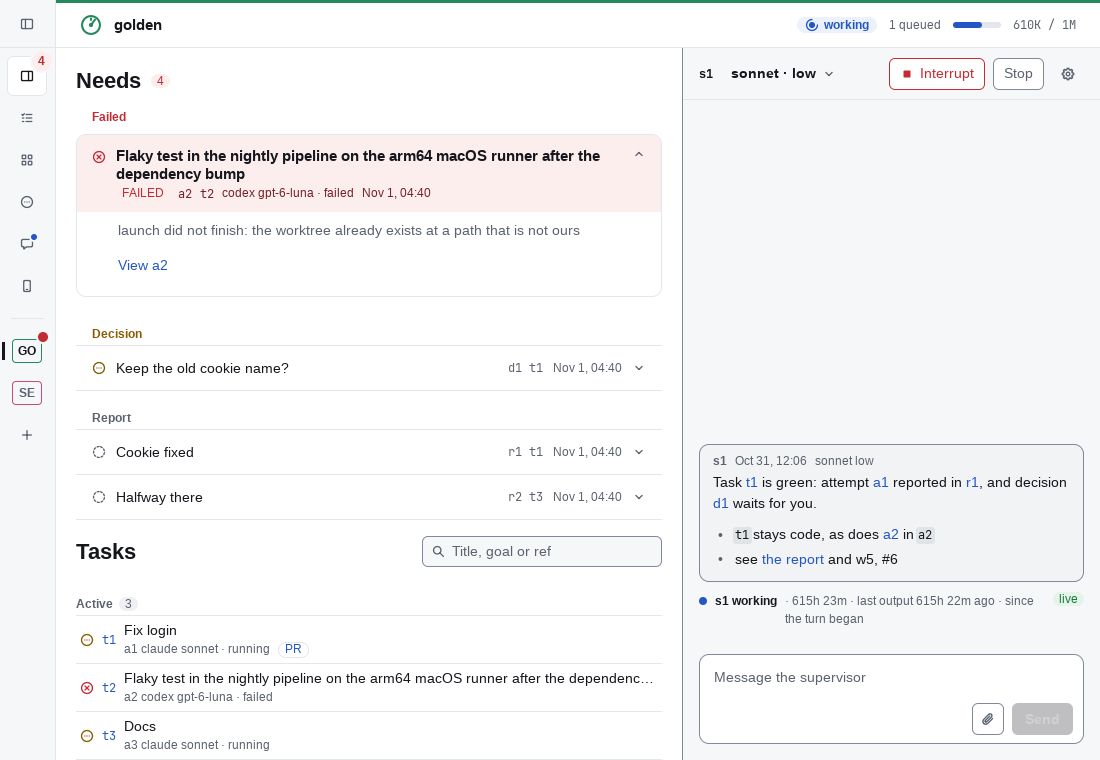 golden
working
1 queued
610K / 1M
4
GO
SE
Needs 4
Failed
Flaky test in the nightly pipeline on the arm64 macOS runner after the
dependency bump
FAILED a2 t2 codex gpt-6-luna · failed Nov 1, 04:40
launch did not finish: the worktree already exists at a path that is not ours
View a2
Decision
Keep the old cookie name? d1 t1 Nov 1, 04:40
Report
Cookie fixed r1 t1 Nov 1, 04:40
Halfway there r2 t3 Nov 1, 04:40
Tasks
Title, goal or ref
Active 3
t1 Fix login
a1 claude sonnet · running PR
t2 Flaky test in the nightly pipeline on the arm64 macOS runner after the dependenc…
a2 codex gpt-6-luna · failed
t3 Docs
a3 claude sonnet · running
s1 sonnet · low
Interrupt
Stop
s1 Oct 31, 12:06 sonnet low
Task t1 is green: attempt a1 reported in r1, and decision
d1 waits for you.
• t1 stays code, as does a2 in a2
• see the report and w5, #6
s1 working · 615h 23m · last output 615h 22m ago · since
the turn began
live
Message the supervisor
Send